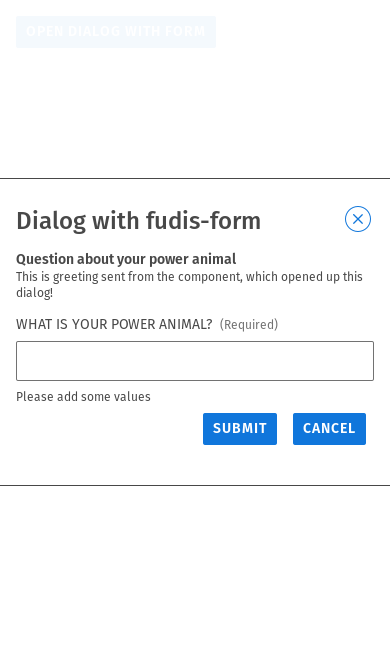 OPEN DIALOG WITH FORM
Dialog with fudis-form
Question about your power animal
This is greeting sent from the component, which opened up this
dialog!
WHAT IS YOUR POWER ANIMAL? (Required)
Please add some values
SUBMIT CANCEL